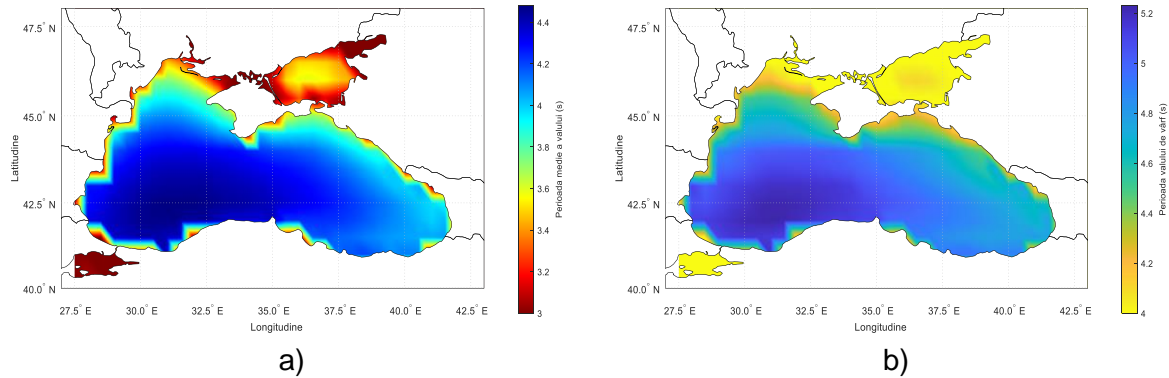 47.5° N
45.0° N
42.5° N
40.0° N
Latitudine
27.5° E 30.0° E 32.5° E 35.0° E 37.5° E 40.0° E 42.5° E
Longitudine
4.4
4.2
4
3.8
3.6
3.4
3.2
3
Perioada medie a valului (s)
a)
47.5° N
45.0° N
42.5° N
40.0° N
Latitudine
27.5° E 30.0° E 32.5° E 35.0° E 37.5° E 40.0° E 42.5° E
Longitudine
5.2
5
4.8
4.6
4.4
4.2
4
Perioada valului de vârf (s)
b)